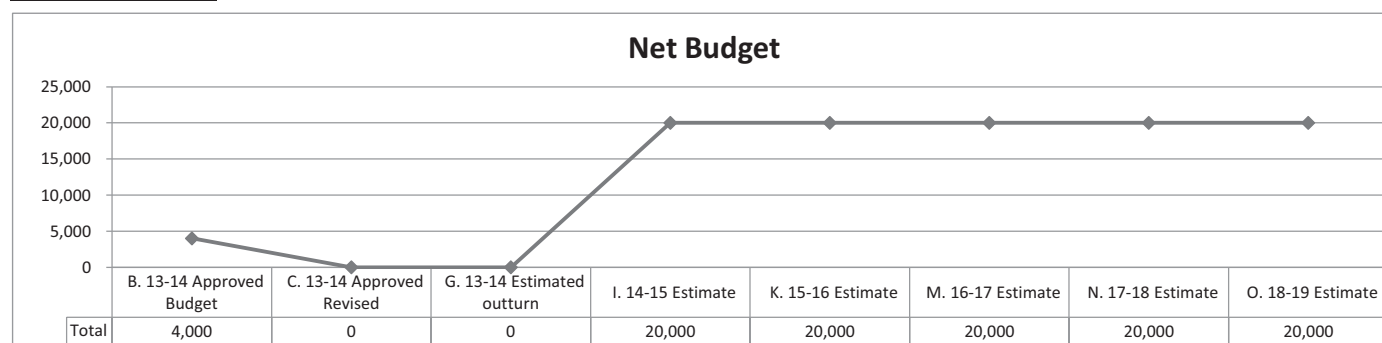 Net Budget
25,000
20,000
15,000
10,000
5,000
0
B. 13-14 Approved Budget C. 13-14 Approved Revised G. 13-14 Estimated outturn I. 14-15 Estimate K. 15-16 Estimate M. 16-17 Estimate N. 17-18 Estimate O. 18-19 Estimate
Total 4,000 0 0 20,000 20,000 20,000 20,000 20,000